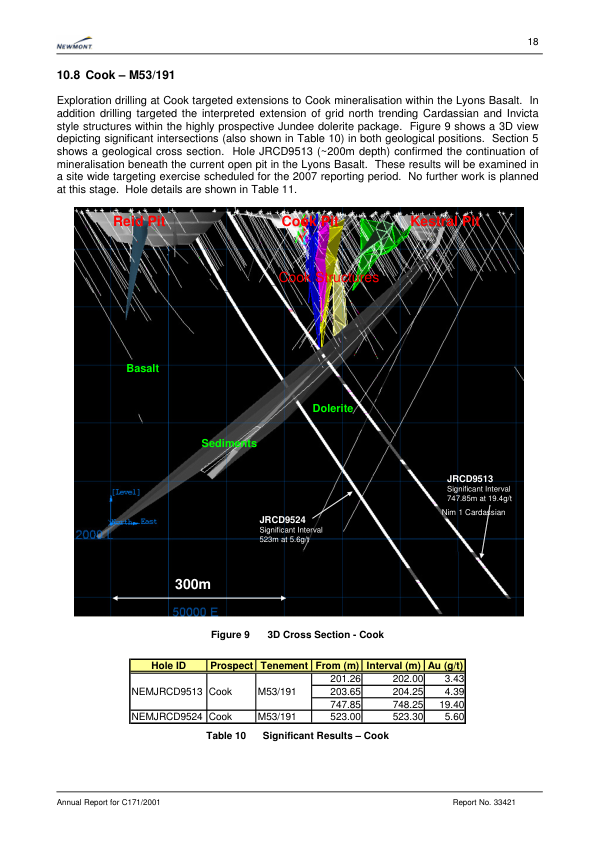 NEWMONT
18
10.8 Cook – M53/191
Exploration drilling at Cook targeted extensions to Cook mineralisation within the Lyons Basalt. In
addition drilling targeted the interpreted extension of grid north trending Cardassian and Invicta
style structures within the highly prospective Jundee dolerite package. Figure 9 shows a 3D view
depicting significant intersections (also shown in Table 10) in both geological positions. Section 5
shows a geological cross section. Hole JRCD9513 (~200m depth) confirmed the continuation of
mineralisation beneath the current open pit in the Lyons Basalt. These results will be examined in
a site wide targeting exercise scheduled for the 2007 reporting period. No further work is planned
at this stage. Hole details are shown in Table 11.
Reid Pit Cook Pit Kastral Pit
Cook Structures
Basalt
Dolerite
Sediments
JRCD9513
Significant Interval
747.85m at 19.4g/t
Nim 1 Cardassian
[Level]
East
JRCD9524
Significant Interval
523m at 5.6g/t
300m
50000 E
Figure 9 3D Cross Section - Cook
Hole ID Prospect Tenement From (m) Interval (m) Au (g/t)
201.26 202.00 3.43
NEMJRCD9513 Cook M53/191 203.65 204.25 4.39
747.85 748.25 19.40
NEMJRCD9524 Cook M53/191 523.00 523.30 5.60
Table 10 Significant Results – Cook
Annual Report for C171/2001 Report No. 33421